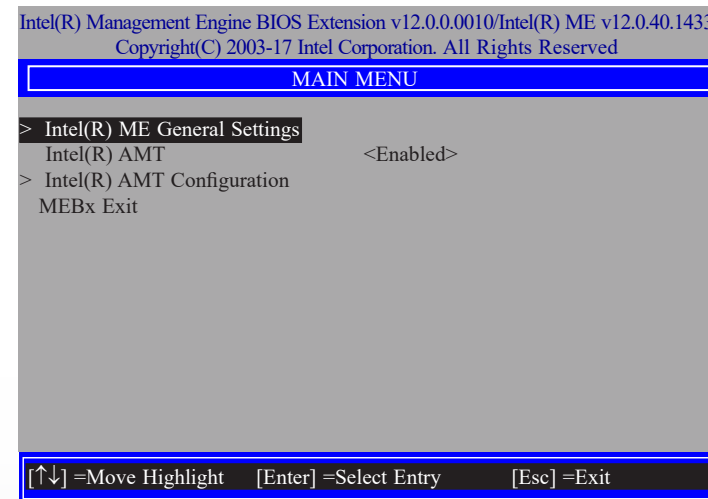 Intel(R) Management Engine BIOS Extension v12.0.0.0010/Intel(R) ME v12.0.40.1433
Copyright(C) 2003-17 Intel Corporation. All Rights Reserved
MAIN MENU
> Intel(R) ME General Settings
Intel(R) AMT <Enabled>
> Intel(R) AMT Configuration
MEBx Exit
[↑↓] =Move Highlight [Enter] =Select Entry [Esc] =Exit